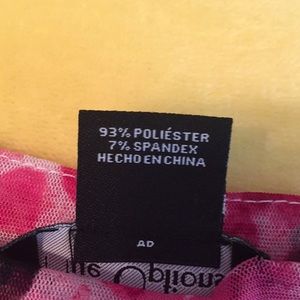 93% POLIÉSTER
7% SPANDEX
HECHO EN CHINA
AD